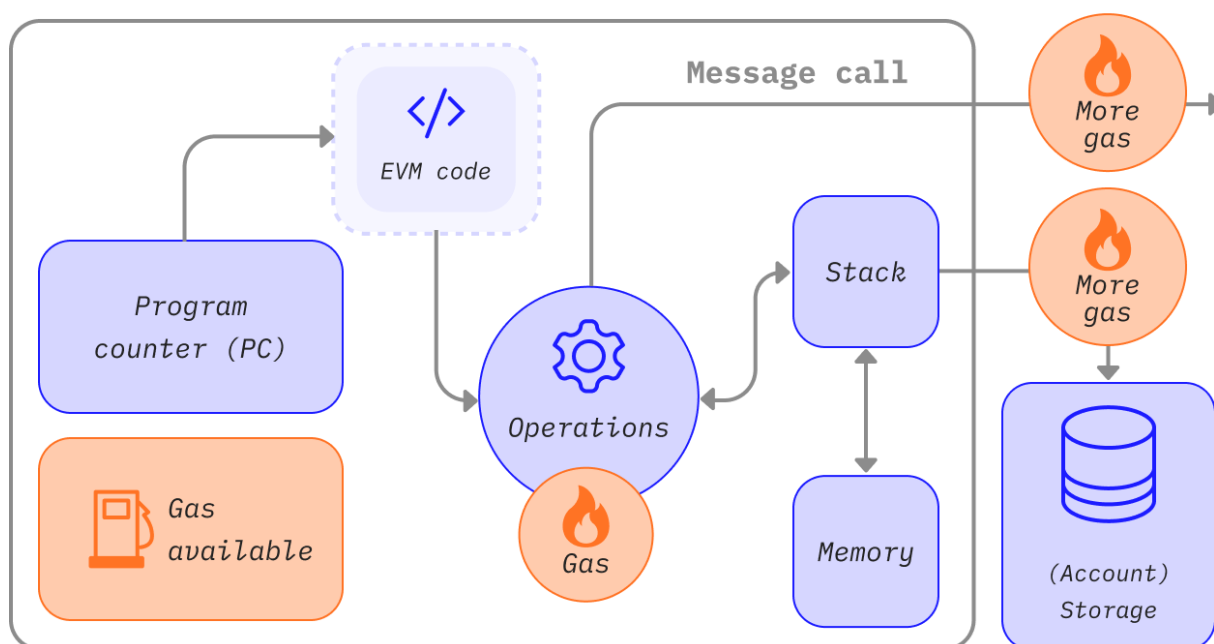 Message call
More
gas
</>
EVM code
Program
counter (PC)
Stack
More
gas
Operations
Gas
available
Gas
Memory
(Account)
Storage